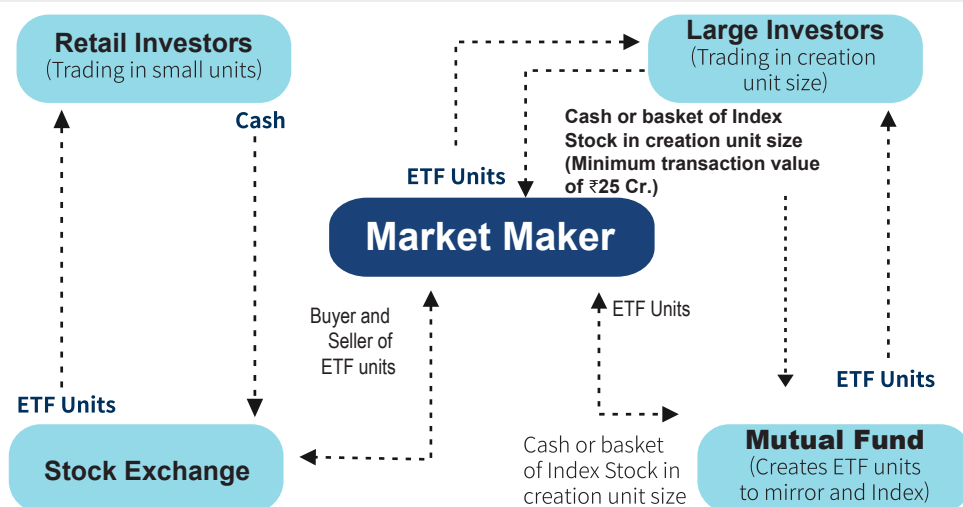 Retail Investors
(Trading in small units)
Large Investors
(Trading in creation
unit size)
Cash
Cash or basket of Index
Stock in creation unit size
(Minimum transaction value
of ₹25 Cr.)
ETF Units
Market Maker
Buyer and
Seller of
ETF units
ETF Units
ETF Units
ETF Units
Stock Exchange
Cash or basket
of Index Stock in
creation unit size
Mutual Fund
(Creates ETF units
to mirror and Index)